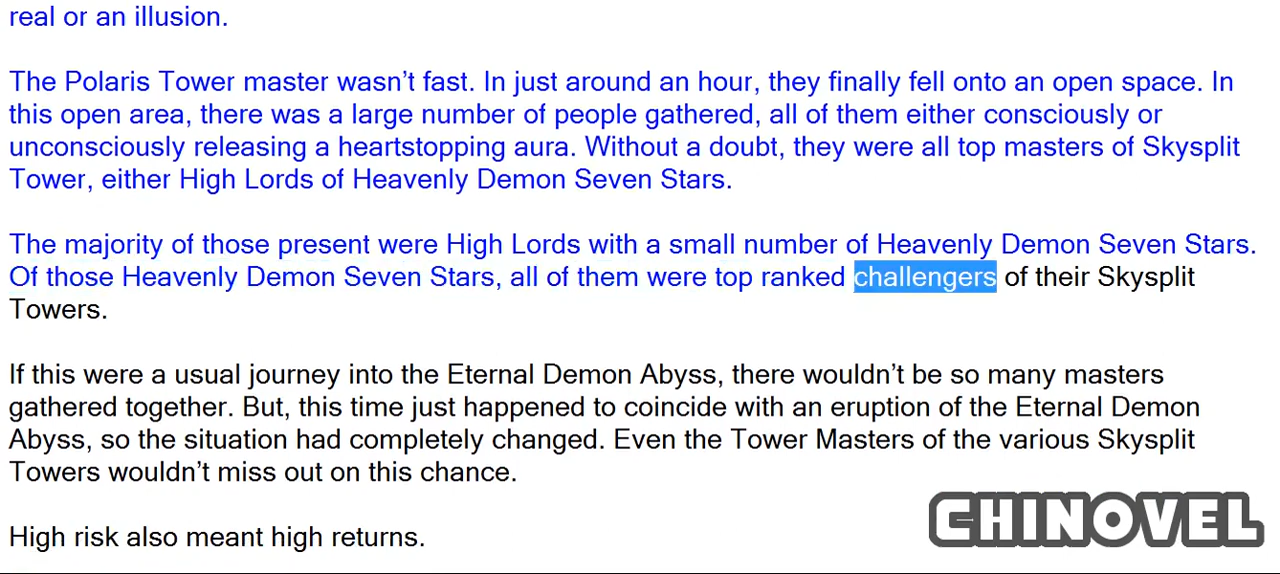 real or an illusion.
The Polaris Tower master wasn’t fast. In just around an hour, they finally fell onto an open space. In
this open area, there was a large number of people gathered, all of them either consciously or
unconsciously releasing a heartstopping aura. Without a doubt, they were all top masters of Skysplit
Tower, either High Lords of Heavenly Demon Seven Stars.
The majority of those present were High Lords with a small number of Heavenly Demon Seven Stars.
Of those Heavenly Demon Seven Stars, all of them were top ranked challengers of their Skysplit
Towers.
If this were a usual journey into the Eternal Demon Abyss, there wouldn’t be so many masters
gathered together. But, this time just happened to coincide with an eruption of the Eternal Demon
Abyss, so the situation had completely changed. Even the Tower Masters of the various Skysplit
Towers wouldn’t miss out on this chance.
High risk also meant high returns.
CHINOVEL